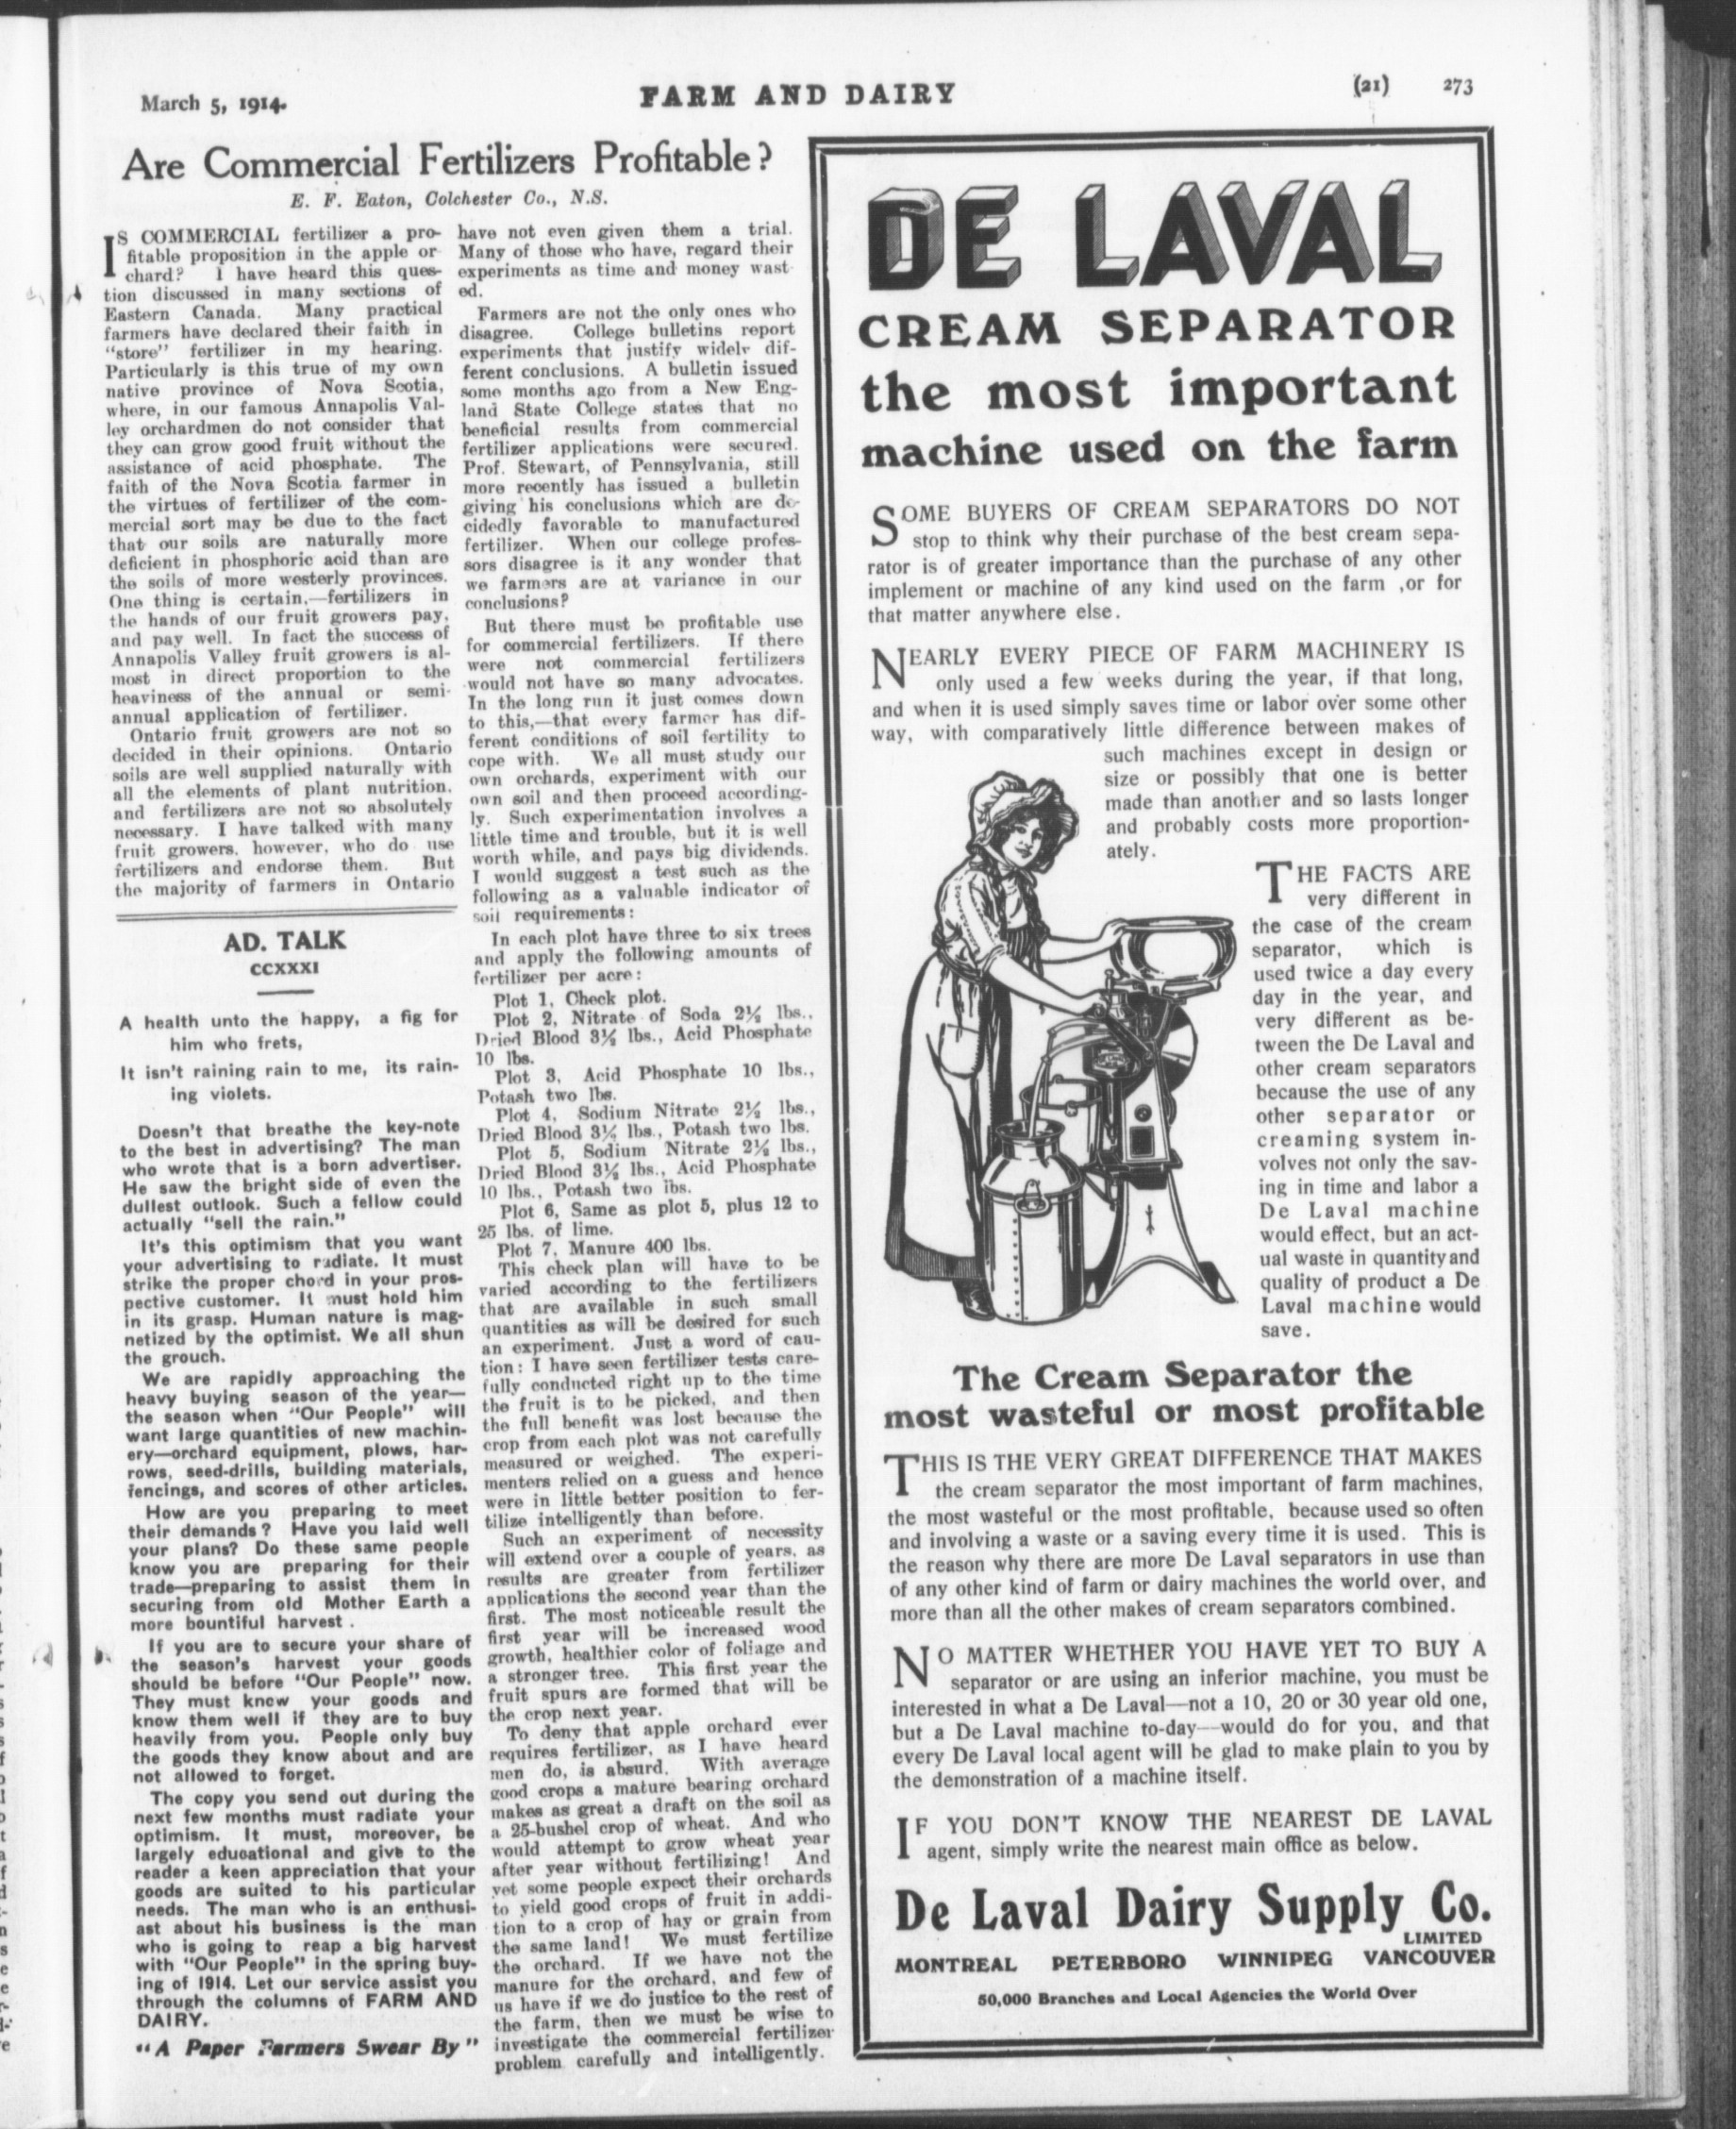 March 5, 1914.
FARM AND DAIRY
(21) 273
Are Commercial Fertilizers Profitable?
E. F. Eaton, Colchester Co., N.S.
IS COMMERCIAL fertilizer a pro-
fitable proposition in the apple or
chard? I have heard this ques-
tion discussed in many sections of
Eastern Canada. Many practical
farmers have declared their faith in
"store" fertilizer in my hearing.
Particularly is this true of my own
native province of Nova Scotia,
where, in our famous Annapolis Val-
ley orchardmen do not consider that
they can grow good fruit without the
assistance of acid phosphate. The
faith of the Nova Scotia farmer in
the virtues of fertilizer of the com-
mercial sort may be due to the fact
that our soils are naturally more
deficient in phosphoric acid than are
the soils of more westerly provinces.
One thing is certain,—fertilizers in
the hands of our fruit growers pay,
and pay well. In fact the success of
Annapolis Valley fruit growers is al-
most in direct proportion to the
heaviness of the annual or semi-
annual application of fertilizer.
Ontario fruit growers are not so
decided in their opinions. Ontario
soils are well supplied naturally with
all the elements of plant nutrition,
and fertilizers are not so absolutely
necessary. I have talked with many
fruit growers, however, who do use
fertilizers and endorse them. But
the majority of farmers in Ontario
have not even given them a trial.
Many of those who have, regard their
experiments as time and money wast
ed.
Farmers are not the only ones who
disagree. College bulletins report
experiments that justify widely dif-
ferent conclusions. A bulletin issued
some months ago from a New Eng-
land State College states that no
beneficial results from commercial
fertilizer applications were secured.
Prof. Stewart, of Pennsylvania, still
more recently has issued a bulletin
giving his conclusions which are de-
cidedly favorable to manufactured
fertilizer. When our college profes-
sors disagree is it any wonder that
we farmers are at variance in our
conclusions?
But there must be profitable use
for commercial fertilizers. If there
were not commercial fertilizers
would not have so many advocates.
In the long run it just comes down
to this,—that every farmer has dif-
ferent conditions of soil fertility to
cope with. We all must study our
own orchards, experiment with our
own soil and then proceed according-
ly. Such experimentation involves a
little time and trouble, but it is well
worth while, and pays big dividends.
I would suggest a test such as the
following as a valuable indicator of
soil requirements:
In each plot have three to six trees
and apply the following amounts of
fertilizer per acre:
Plot 1, Check plot.
Plot 2, Nitrate of Soda 2½ lbs.,
Dried Blood 3½ lbs., Acid Phosphate
10 lbs.
Plot 3, Acid Phosphate 10 lbs.,
Potash two lbs.
Plot 4, Sodium Nitrate 2½ lbs.,
Dried Blood 3½ lbs., Potash two lbs.
Plot 5, Sodium Nitrate 2½ lbs.,
Dried Blood 3½ lbs., Acid Phosphate
10 lbs., Potash two lbs.
Plot 6, Same as plot 5, plus 12 to
25 lbs. of lime.
Plot 7, Manure 400 lbs.
This check plan will have to be
varied according to the fertilizers
that are available in such small
quantities as will be desired for such
an experiment. Just a word of cau-
tion: I have seen fertilizer tests care-
fully conducted right up to the time
the fruit is to be picked, and then
the full benefit was lost because the
crop from each plot was not carefully
measured or weighed. The experi-
menters relied on a guess and hence
were in little better position to fer-
tilize intelligently than before.
Such an experiment of necessity
will extend over a couple of years, as
results are greater from fertilizer
applications the second year than the
first. The most noticeable result the
first year will be increased wood
growth, healthier color of foliage and
a stronger tree. This first year the
fruit spurs are formed that will be
the crop next year.
To deny that apple orchard ever
requires fertilizer, as I have heard
men do, is absurd. With average
good crops a mature bearing orchard
makes as great a draft on the soil as
a 25-bushel crop of wheat. And who
would attempt to grow wheat year
after year without fertilizing! And
yet some people expect their orchards
to yield good crops of fruit in addi-
tion to a crop of hay or grain from
the same land! We must fertilize
the orchard. If we have not the
manure for the orchard, and few of
us have if we do justice to the rest of
the farm, then we must be wise to
investigate the commercial fertilizer
problem carefully and intelligently.
AD. TALK
CCXXXI
A health unto the happy, a fig for
him who frets,
It isn't raining rain to me, its rain-
ing violets.
Doesn't that breathe the key-note
to the best in advertising? The man
who wrote that is a born advertiser.
He saw the bright side of even the
dullest outlook. Such a fellow could
actually "sell the rain."
It's this optimism that you want
your advertising to radiate. It must
strike the proper chord in your pros-
pective customer. It must hold him
in its grasp. Human nature is mag-
netized by the optimist. We all shun
the grouch.
We are rapidly approaching the
heavy buying season of the year—
the season when "Our People" will
want large quantities of new machin-
ery—orchard equipment, plows, har-
rows, seed-drills, building materials,
fencings, and scores of other articles.
How are you preparing to meet
their demands? Have you laid well
your plans? Do these same people
know you are preparing for their
trade—preparing to assist them in
securing from old Mother Earth a
more bountiful harvest .
If you are to secure your share of
the season's harvest your goods
should be before "Our People" now.
They must know your goods and
know them well if they are to buy
heavily from you. People only buy
the goods they know about and are
not allowed to forget.
The copy you send out during the
next few months must radiate your
optimism. It must, moreover, be
largely educational and give to the
reader a keen appreciation that your
goods are suited to his particular
needs. The man who is an enthusi-
ast about his business is the man
who is going to reap a big harvest
with "Our People" in the spring buy-
ing of 1914. Let our service assist you
through the columns of FARM AND
DAIRY.
"A Paper Farmers Swear By"
DE LAVAL
CREAM SEPARATOR
the most important
machine used on the farm
SOME BUYERS OF CREAM SEPARATORS DO NOT
stop to think why their purchase of the best cream sepa-
rator is of greater importance than the purchase of any other
implement or machine of any kind used on the farm ,or for
that matter anywhere else.
NEARLY EVERY PIECE OF FARM MACHINERY IS
only used a few weeks during the year, if that long,
and when it is used simply saves time or labor over some other
way, with comparatively little difference between makes of
such machines except in design or
size or possibly that one is better
made than another and so lasts longer
and probably costs more proportion-
ately.
THE FACTS ARE
very different in
the case of the cream
separator, which is
used twice a day every
day in the year, and
very different as be-
tween the De Laval and
other cream separators
because the use of any
other separator or
creaming system in-
volves not only the sav-
ing in time and labor a
De Laval machine
would effect, but an act-
ual waste in quantity and
quality of product a De
Laval machine would
save.
The Cream Separator the
most wasteful or most profitable
THIS IS THE VERY GREAT DIFFERENCE THAT MAKES
the cream separator the most important of farm machines,
the most wasteful or the most profitable, because used so often
and involving a waste or a saving every time it is used. This is
the reason why there are more De Laval separators in use than
of any other kind of farm or dairy machines the world over, and
more than all the other makes of cream separators combined.
NO MATTER WHETHER YOU HAVE YET TO BUY A
separator or are using an inferior machine, you must be
interested in what a De Laval—not a 10, 20 or 30 year old one,
but a De Laval machine to-day—would do for you, and that
every De Laval local agent will be glad to make plain to you by
the demonstration of a machine itself.
IF YOU DON'T KNOW THE NEAREST DE LAVAL
agent, simply write the nearest main office as below.
De Laval Dairy Supply Co.
LIMITED
MONTREAL PETERBORO WINNIPEG VANCOUVER
50,000 Branches and Local Agencies the World Over